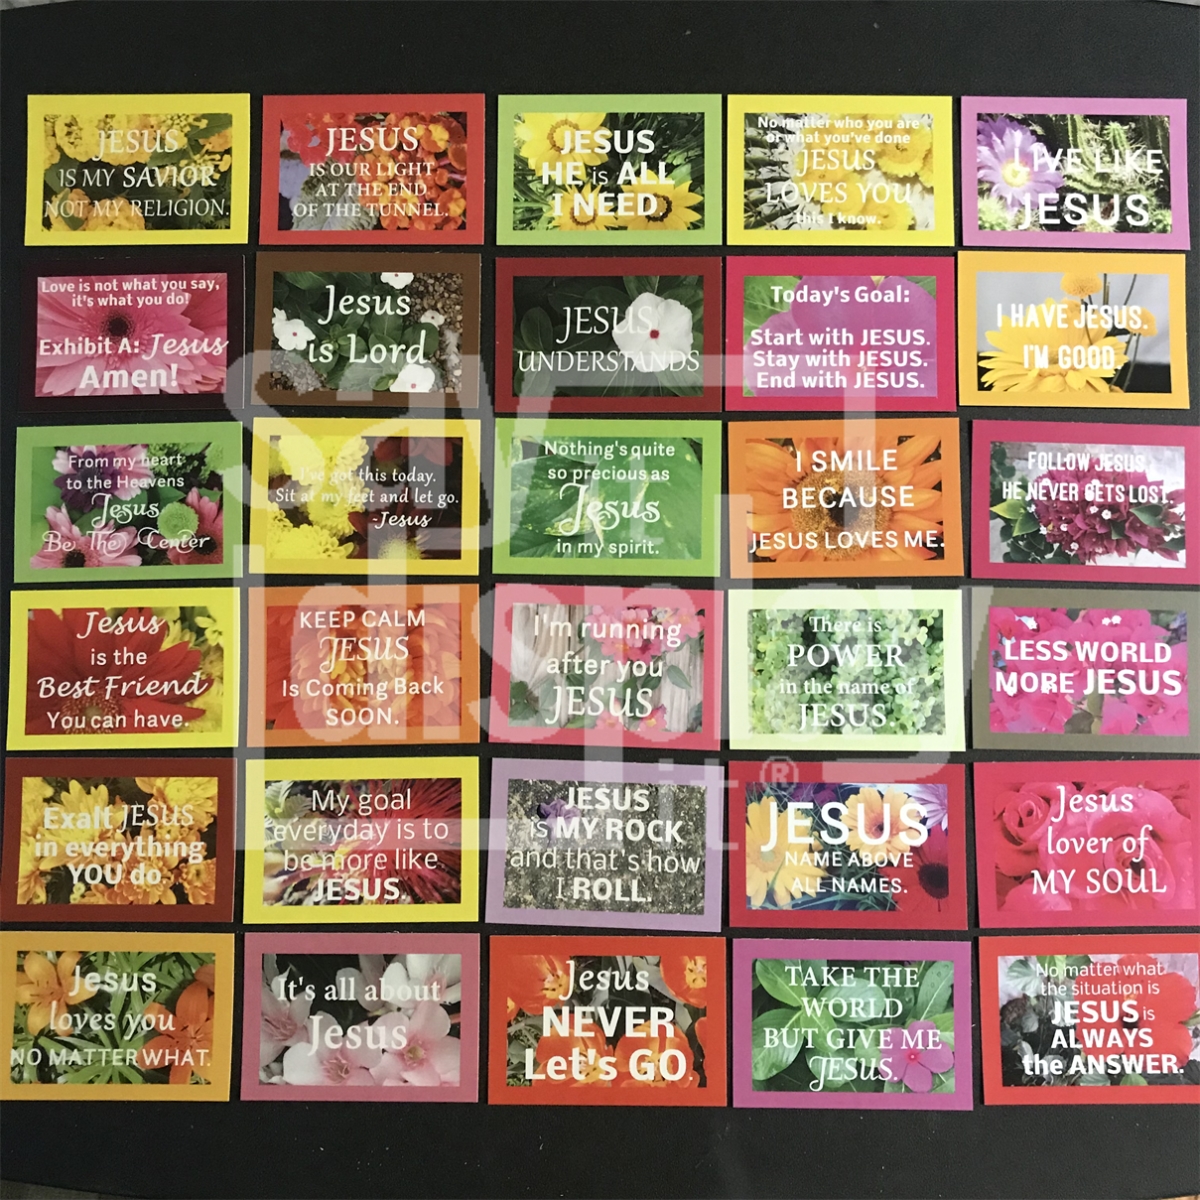 JESUS
IS MY SAVIOR
NOT MY RELIGION.
JESUS
IS OUR LIGHT
AT THE END
OF THE TUNNEL.
JESUS
HE is ALL
I NEED
No matter who you are
or what you've done
JESUS
LOVES YOU
this I know.
LIVE LIKE
JESUS
Love is not what you say,
it's what you do!
Exhibit A: Jesus
Amen!
Jesus
is Lord
JESUS
UNDERSTANDS
Today's Goal:
Start with JESUS.
Stay with JESUS.
End with JESUS.
I HAVE JESUS.
I'M GOOD.
From my heart
to the Heavens
Jesus
Be The Center
I've got this today.
Sit at my feet and let go.
-Jesus
Nothing's quite
so precious as
Jesus
in my spirit.
I SMILE
BECAUSE
JESUS LOVES ME.
FOLLOW JESUS,
HE NEVER GETS LOST.
Jesus
is the
Best Friend
You can have.
KEEP CALM
JESUS
Is Coming Back
SOON.
I'm running
after you
JESUS
There is
POWER
in the name of
JESUS.
LESS WORLD
MORE JESUS
Exalt JESUS
in everything
YOU do.
My goal
everyday is to
be more like
JESUS.
JESUS
is MY ROCK
and that's how
I ROLL.
JESUS
NAME ABOVE
ALL NAMES.
Jesus
lover of
MY SOUL
Jesus
loves you
NO MATTER WHAT.
It's all about
Jesus
Jesus
NEVER
Let's GO.
TAKE THE
WORLD
BUT GIVE ME
JESUS.
No matter what
the situation is
JESUS is
ALWAYS
the ANSWER.
say
display
it®